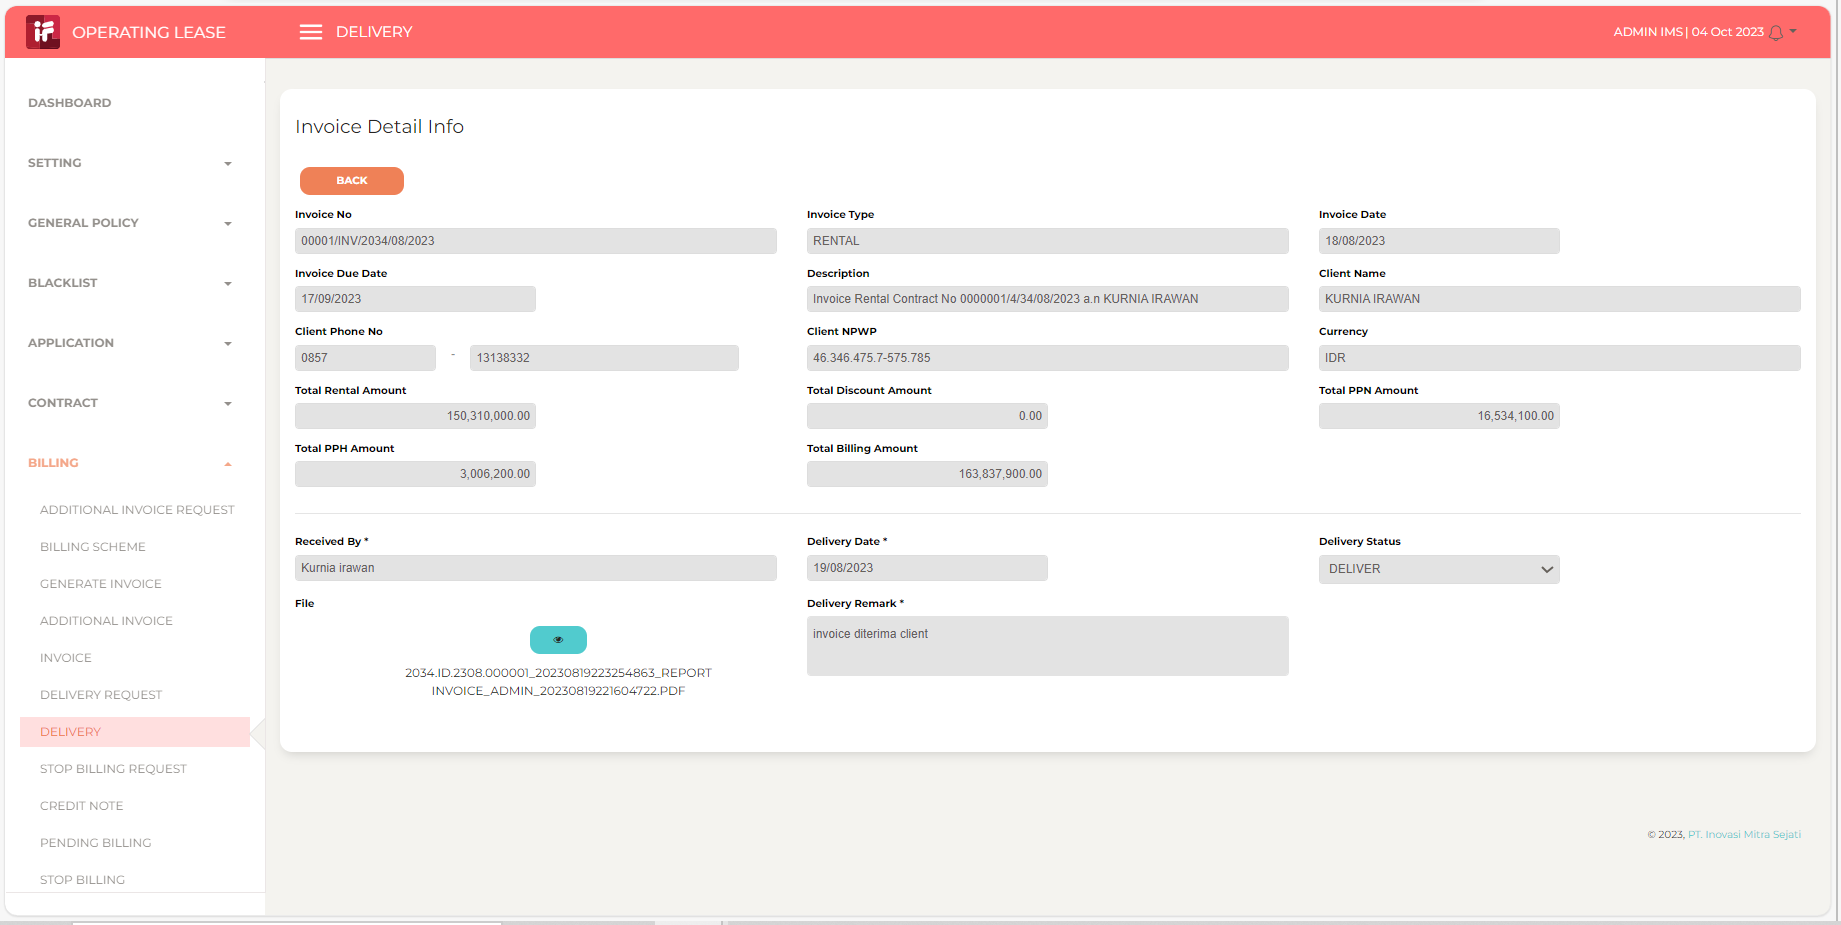 iF OPERATING LEASE DELIVERY ADMIN IMS | 04 Oct 2023
DASHBOARD
SETTING
GENERAL POLICY
BLACKLIST
APPLICATION
CONTRACT
BILLING
ADDITIONAL INVOICE REQUEST
BILLING SCHEME
GENERATE INVOICE
ADDITIONAL INVOICE
INVOICE
DELIVERY REQUEST
DELIVERY
STOP BILLING REQUEST
CREDIT NOTE
PENDING BILLING
STOP BILLING
Invoice Detail Info
BACK
Invoice No Invoice Type Invoice Date
00001/INV/2034/08/2023 RENTAL 18/08/2023
Invoice Due Date Description Client Name
17/09/2023 Invoice Rental Contract No 0000001/4/34/08/2023 a.n KURNIA IRAWAN KURNIA IRAWAN
Client Phone No Client NPWP Currency
0857 - 13138332 46.346.475.7-575.785 IDR
Total Rental Amount Total Discount Amount Total PPN Amount
150,310,000.00 0.00 16,534,100.00
Total PPH Amount Total Billing Amount
3,006,200.00 163,837,900.00
Received By * Delivery Date * Delivery Status
Kurnia irawan 19/08/2023 DELIVER
File Delivery Remark *
invoice diterima client
2034.ID.2308.000001_20230819223254863_REPORT
INVOICE_ADMIN_20230819221604722.PDF
© 2023, PT. Inovasi Mitra Sejati